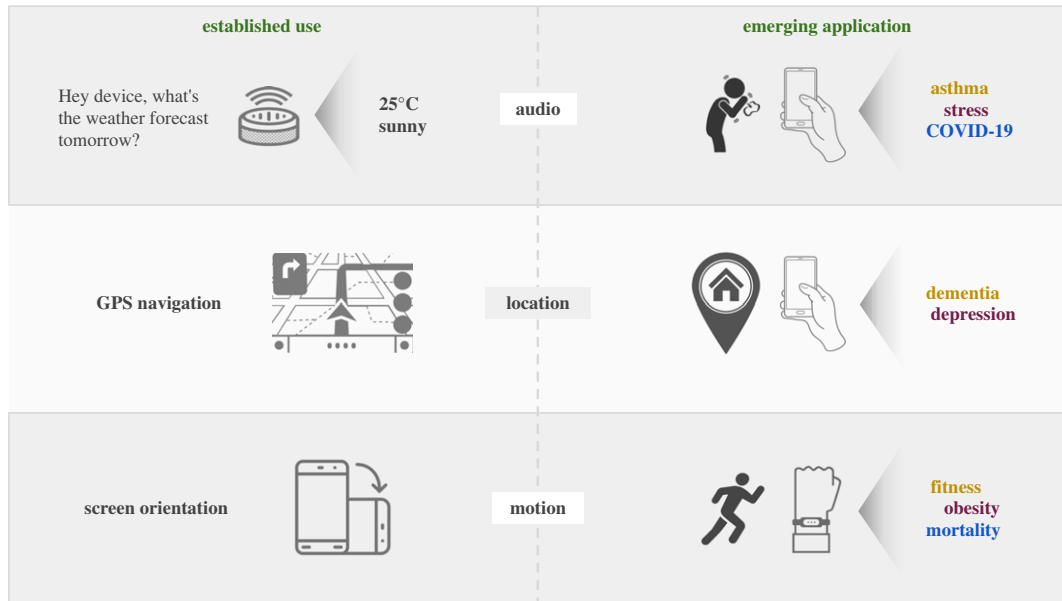 established use
emerging application
Hey device, what's
the weather forecast
tomorrow?
25°C
sunny
audio
asthma
stress
COVID-19
GPS navigation
location
dementia
depression
screen orientation
motion
fitness
obesity
mortality